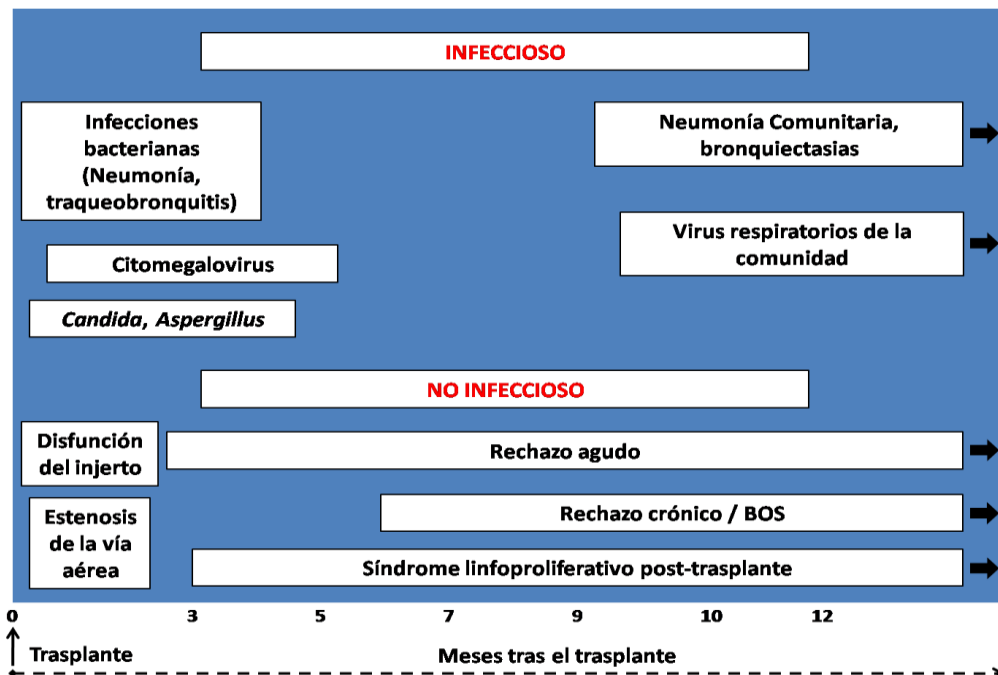 INFECCIOSO
Infecciones
bacterianas
(Neumonía,
traqueobronquitis)
Neumonía Comunitaria,
bronquiectasias
Virus respiratorios de la
comunidad
Citomegalovirus
Candida, Aspergillus
NO INFECCIOSO
Disfunción
del injerto
Rechazo agudo
Estenosis
de la vía
aérea
Rechazo crónico / BOS
Síndrome linfoproliferativo post-trasplante
0 3 5 7 9 10 12
Trasplante
Meses tras el trasplante